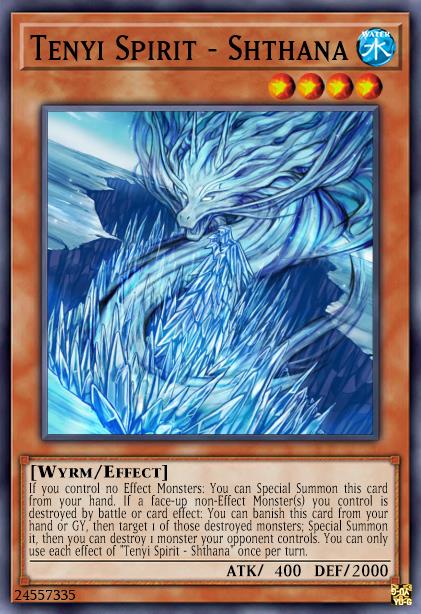 Tenyi Spirit - Shthana
WATER
水
[Wyrm/Effect]
If you control no Effect Monsters: You can Special Summon this card
from your hand. If a face-up non-Effect Monster(s) you control is
destroyed by battle or card effect: You can banish this card from your
hand or GY, then target 1 of those destroyed monsters; Special Summon
it, then you can destroy 1 monster your opponent controls. You can only
use each effect of "Tenyi Spirit - Shthana" once per turn.
ATK/ 400 DEF/2000
24557335